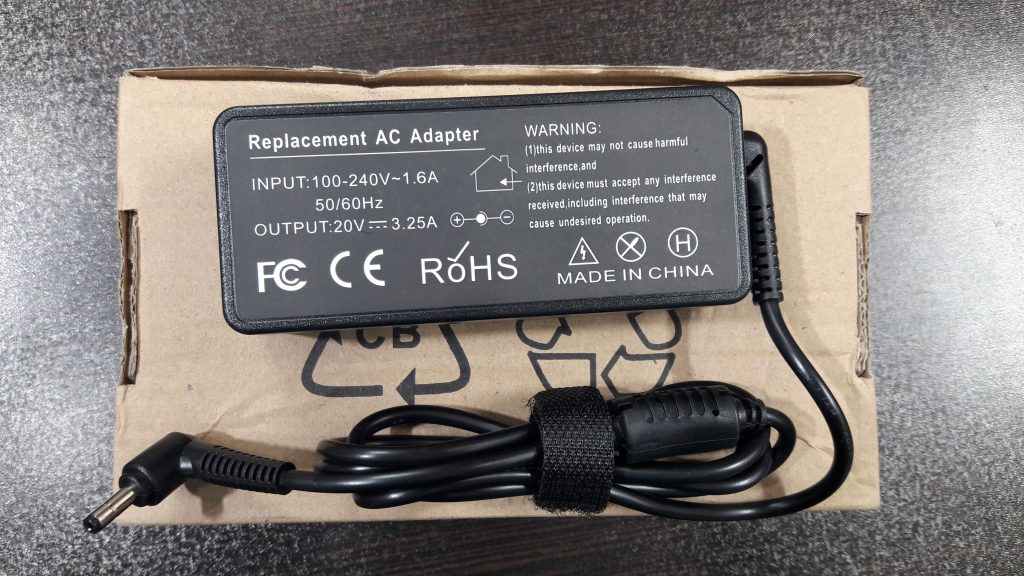 Replacement AC Adapter
INPUT:100-240V~1.6A
50/60Hz
OUTPUT:20V⎓3.25A
FC CE RoHS
WARNING:
(1)this device may not cause harmful
interference,and
(2)this device must accept any interference
received,including interference that may
cause undesired operation.
H
MADE IN CHINA
CB